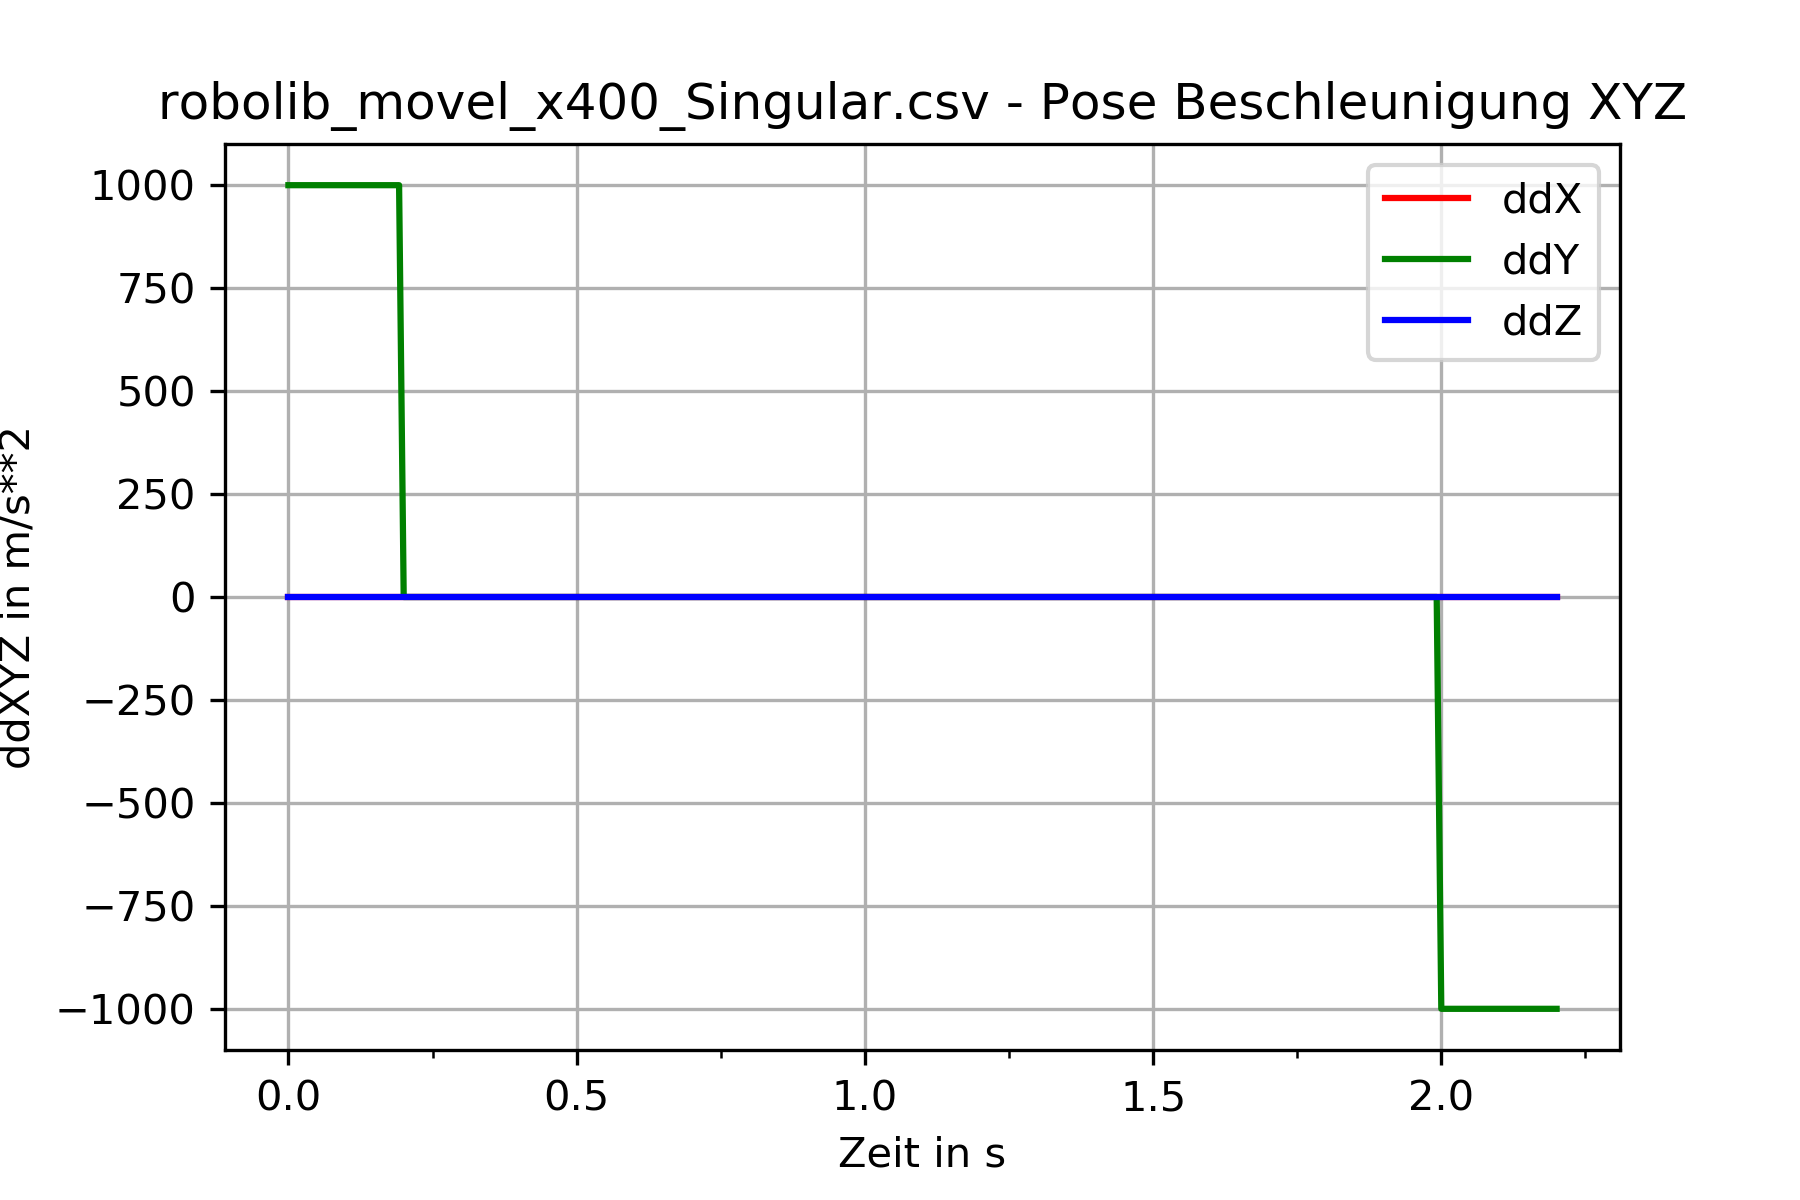 robolib_movel_x400_Singular.csv - Pose Beschleunigung XYZ
ddXYZ in m/s**2
1000
750
500
250
0
−250
−500
−750
−1000
ddX
ddY
ddZ
0.0 0.5 1.0 1.5 2.0
Zeit in s